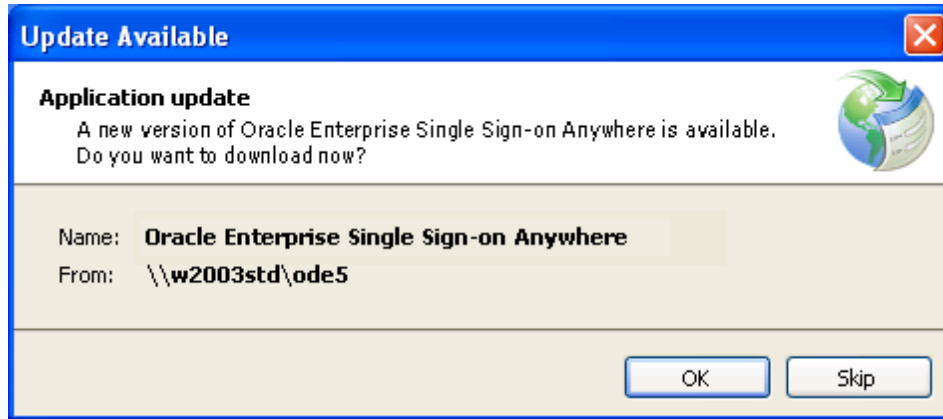 Update Available
Application update
A new version of Oracle Enterprise Single Sign-on Anywhere is available.
Do you want to download now?
Name: Oracle Enterprise Single Sign-on Anywhere
From: \\w2003std\ode5
OK Skip